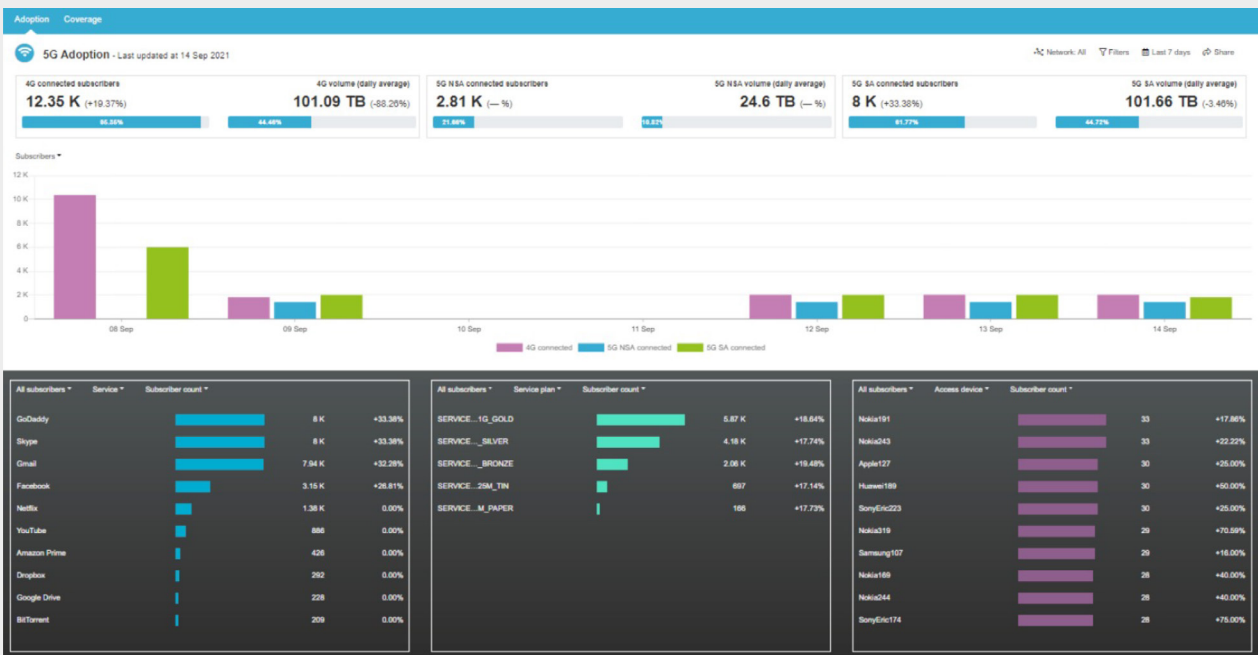 Adoption Coverage
5G Adoption - Last updated at 14 Sep 2021
Network: All Filters Last 7 days Share
4G connected subscribers 4G volume (daily average)
12.35 K (+19.37%) 101.09 TB (-88.26%)
95.35% 44.46%
5G NSA connected subscribers 5G NSA volume (daily average)
2.81 K (— %) 24.6 TB (— %)
21.66% 10.82%
5G SA connected subscribers 5G SA volume (daily average)
8 K (+33.38%) 101.66 TB (-3.46%)
61.77% 44.72%
Subscribers
12 K
10 K
8 K
6 K
4 K
2 K
0
08 Sep 09 Sep 10 Sep 11 Sep 12 Sep 13 Sep 14 Sep
4G connected 5G NSA connected 5G SA connected
All subscribers Service Subscriber count
GoDaddy 8 K +33.38%
Skype 8 K +33.38%
Gmail 7.94 K +32.28%
Facebook 3.15 K +26.81%
Netflix 1.38 K 0.00%
YouTube 886 0.00%
Amazon Prime 426 0.00%
Dropbox 292 0.00%
Google Drive 228 0.00%
BitTorrent 209 0.00%
All subscribers Service plan Subscriber count
SERVICE...1G_GOLD 5.87 K +18.64%
SERVICE..._SILVER 4.18 K +17.74%
SERVICE..._BRONZE 2.06 K +19.48%
SERVICE...25M_TIN 697 +17.14%
SERVICE...M_PAPER 166 +17.73%
All subscribers Access device Subscriber count
Nokia191 33 +17.86%
Nokia243 33 +22.22%
Apple127 30 +25.00%
Huawei189 30 +50.00%
SonyEric223 30 +25.00%
Nokia319 29 +70.59%
Samsung107 29 +16.00%
Nokia169 28 +40.00%
Nokia244 28 +40.00%
SonyEric174 28 +75.00%